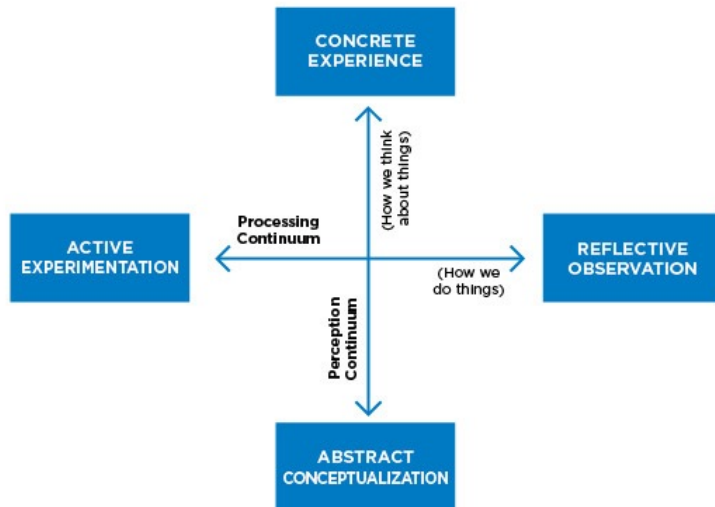 CONCRETE
EXPERIENCE
(How we think
about things)
Processing
Continuum
ACTIVE
EXPERIMENTATION
REFLECTIVE
OBSERVATION
(How we
do things)
Perception
Continuum
ABSTRACT
CONCEPTUALIZATION